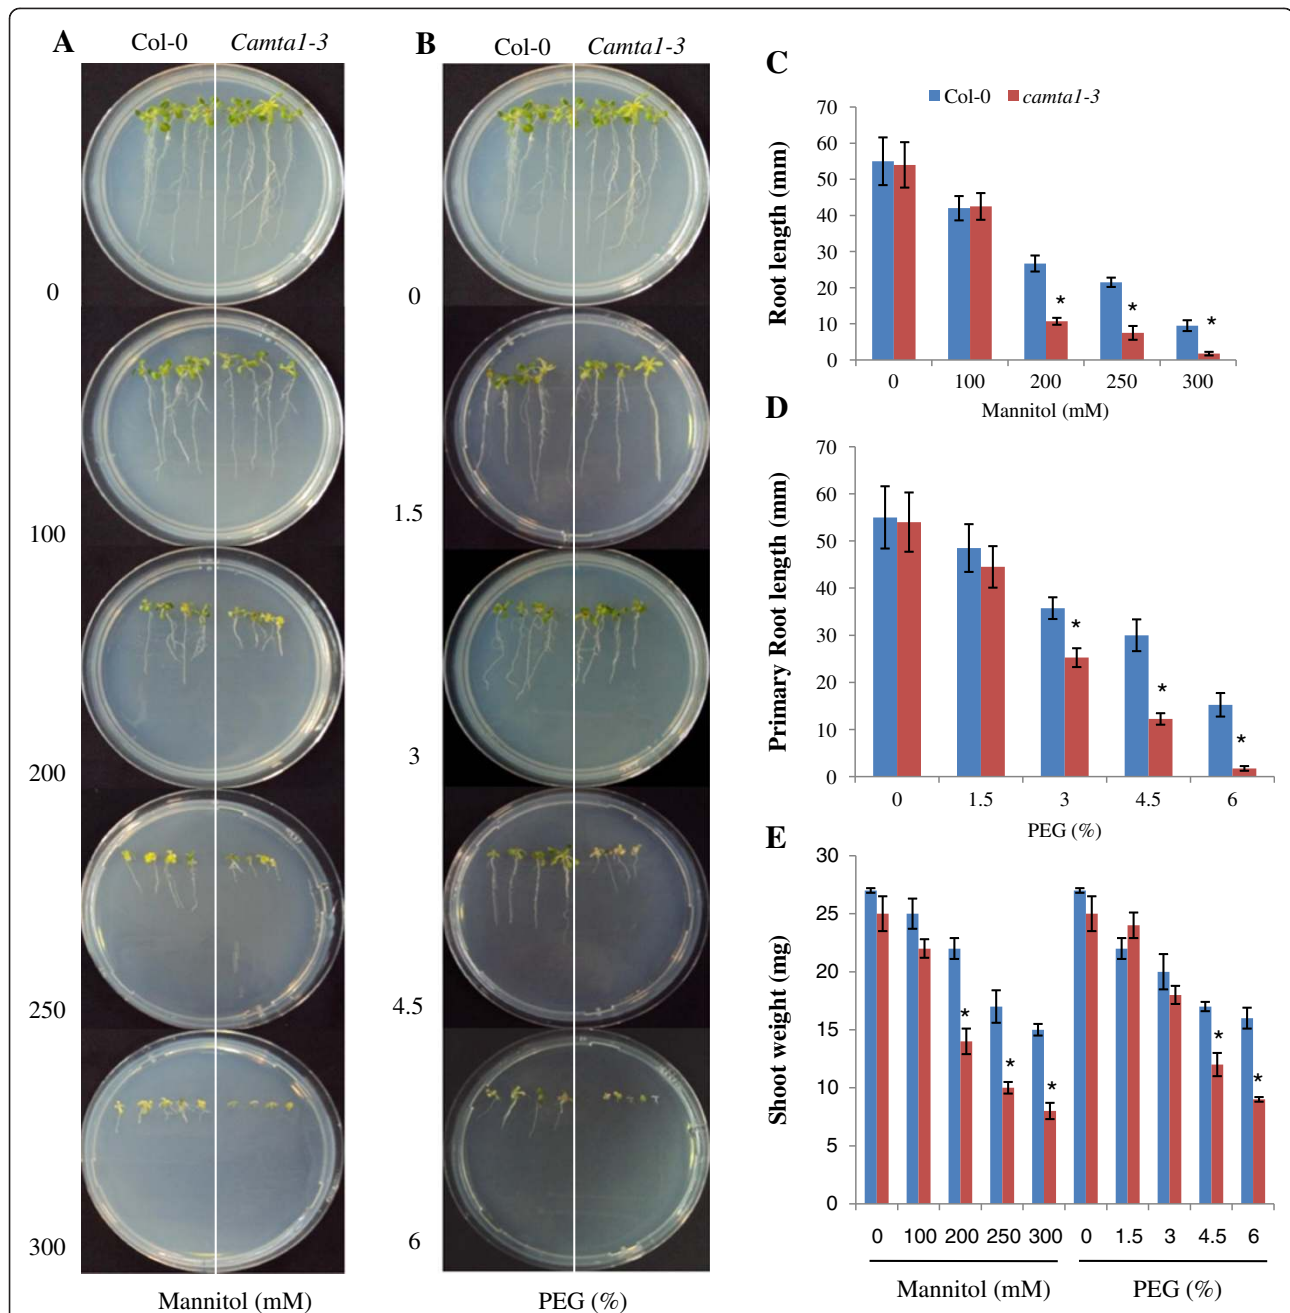 A
Col-0 Camta1-3
0
100
200
250
300
Mannitol (mM)
B
Col-0 Camta1-3
0
1.5
3
4.5
6
PEG (%)
C
Col-0 camta1-3
Root length (mm)
70
60
50
40
30
20
10
0
* * *
0 100 200 250 300
Mannitol (mM)
D
Primary Root length (mm)
70
60
50
40
30
20
10
0
* * *
0 1.5 3 4.5 6
PEG (%)
E
Shoot weight (mg)
30
25
20
15
10
5
0
* * * * *
0 100 200 250 300 0 1.5 3 4.5 6
Mannitol (mM) PEG (%)